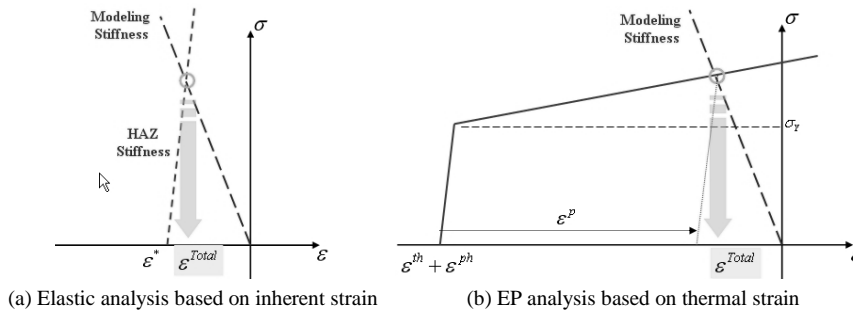 Modeling
Stiffness
σ
HAZ
Stiffness
ε*
ε^Total
ε
(a) Elastic analysis based on inherent strain
Modeling
Stiffness
σ
σ_Y
ε^p
ε^th + ε^ph
ε^Total
(b) EP analysis based on thermal strain